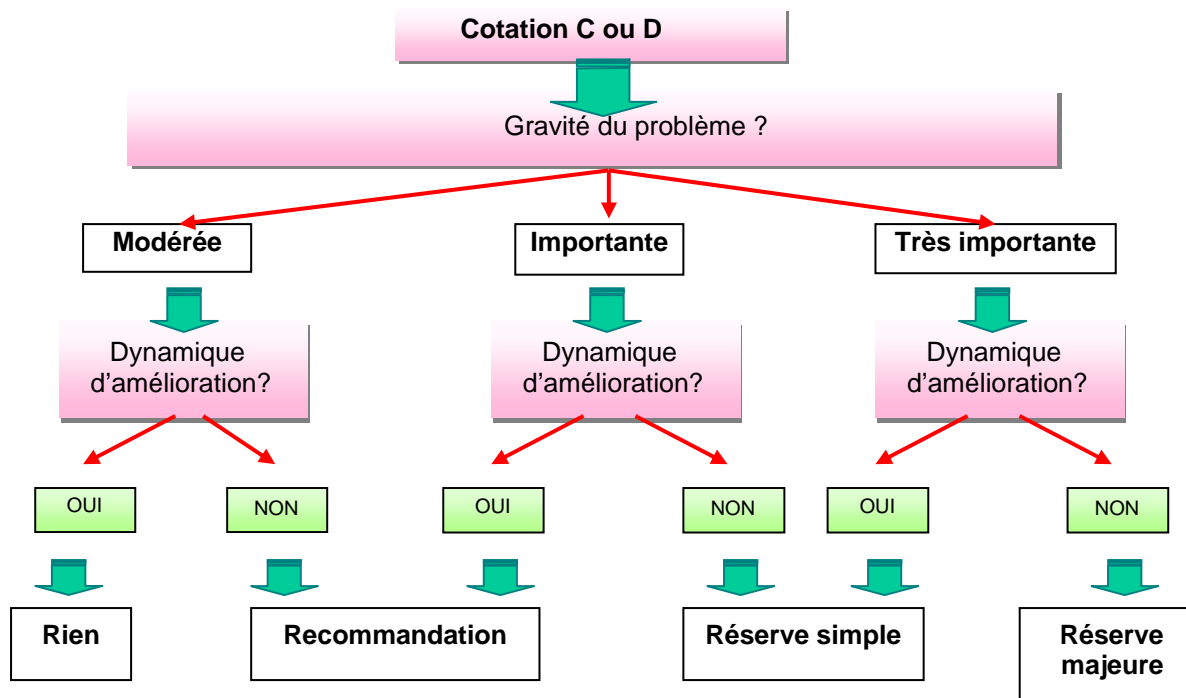 Cotation C ou D
Gravité du problème ?
Modérée
Importante
Très importante
Dynamique
d’amélioration?
Dynamique
d’amélioration?
Dynamique
d’amélioration?
OUI
NON
OUI
NON
OUI
NON
Rien
Recommandation
Réserve simple
Réserve
majeure